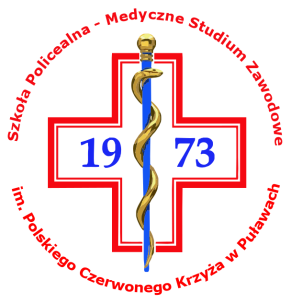 Szkoła Policealna - Medyczne Studium Zawodowe
19 73
im. Polskiego Czerwonego Krzyża w Puławach